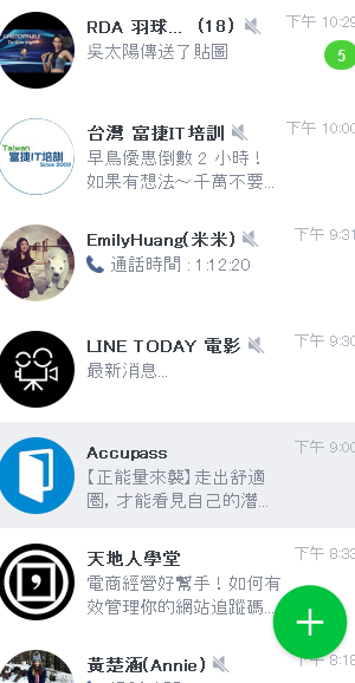 RDA 羽球... (18)
下午 10:29
吳太陽傳送了貼圖
5
UNSTOPPABLE
台灣 富捷IT培訓
下午 10:00
早鳥優惠倒數 2 小時！
如果有想法～千萬不要...
Taiwan
富捷IT培訓
Since 2003
EmilyHuang(米米)
下午 9:31
通話時間 : 1:12:20
LINE TODAY 電影
下午 9:30
最新消息...
Accupass
下午 9:00
【正能量來襲】走出舒適
圈, 才能看見自己的潛...
天地人學堂
下午 8:33
電商經營好幫手！如何有
效管理你的網站追蹤碼...
黃楚涵(Annie)
下午 8:18